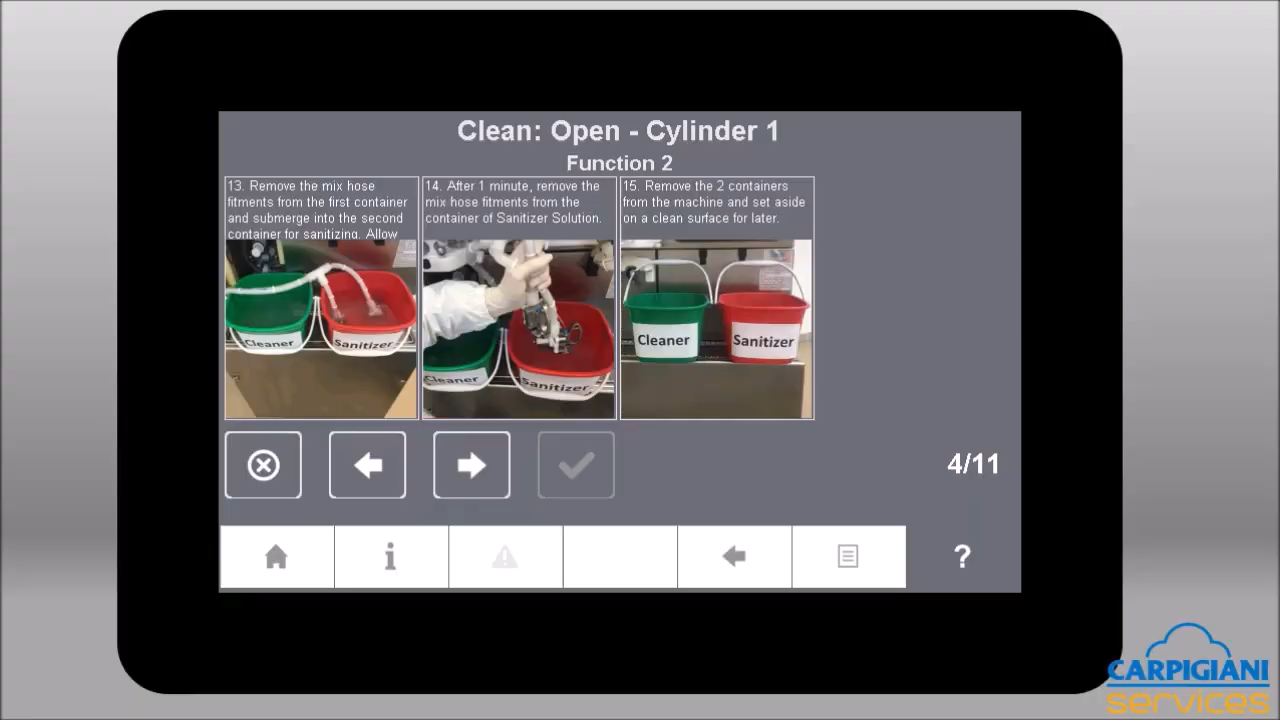 Clean: Open - Cylinder 1
Function 2
13. Remove the mix hose
fitments from the first container
and submerge into the second
container for sanitizing. Allow
14. After 1 minute, remove the
mix hose fitments from the
container of Sanitizer Solution.
15. Remove the 2 containers
from the machine and set aside
on a clean surface for later.
Cleaner
Sanitizer
Cleaner
Sanitizer
Cleaner
Sanitizer
4/11
i
?
CARPIGIANI
services